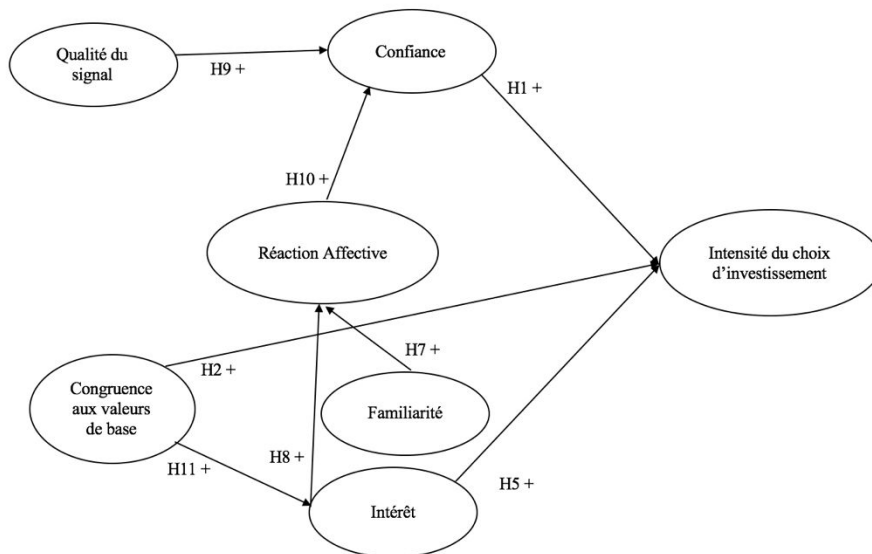 Qualité du
signal
H9 +
Confiance
H1 +
H10 +
Réaction Affective
Intensité du choix
d’investissement
H7 +
H2 +
Congruence
aux valeurs
de base
Familiarité
H11 +
H8 +
H5 +
Intérêt